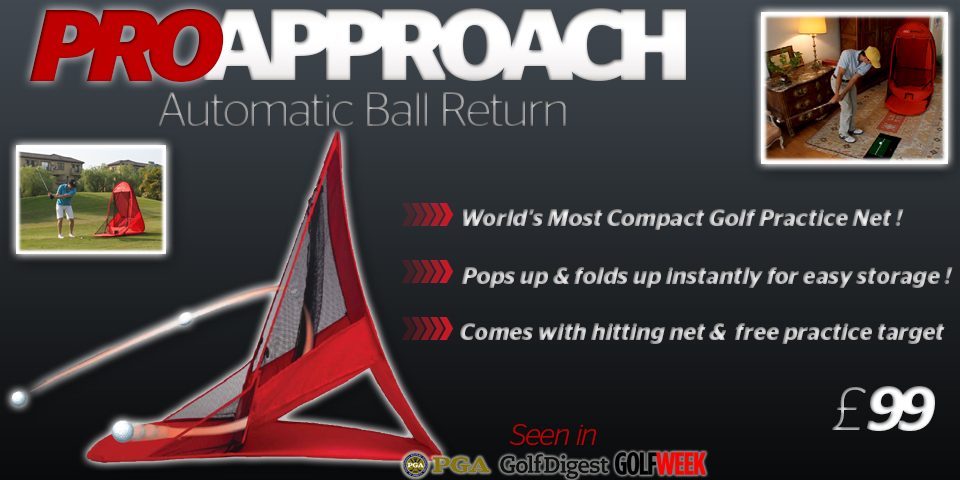 PROAPPROACH
Automatic Ball Return
World's Most Compact Golf Practice Net !
Pops up & folds up instantly for easy storage !
Comes with hitting net & free practice target
£99
Seen in
PGA PGA GolfDigest GOLFWEEK